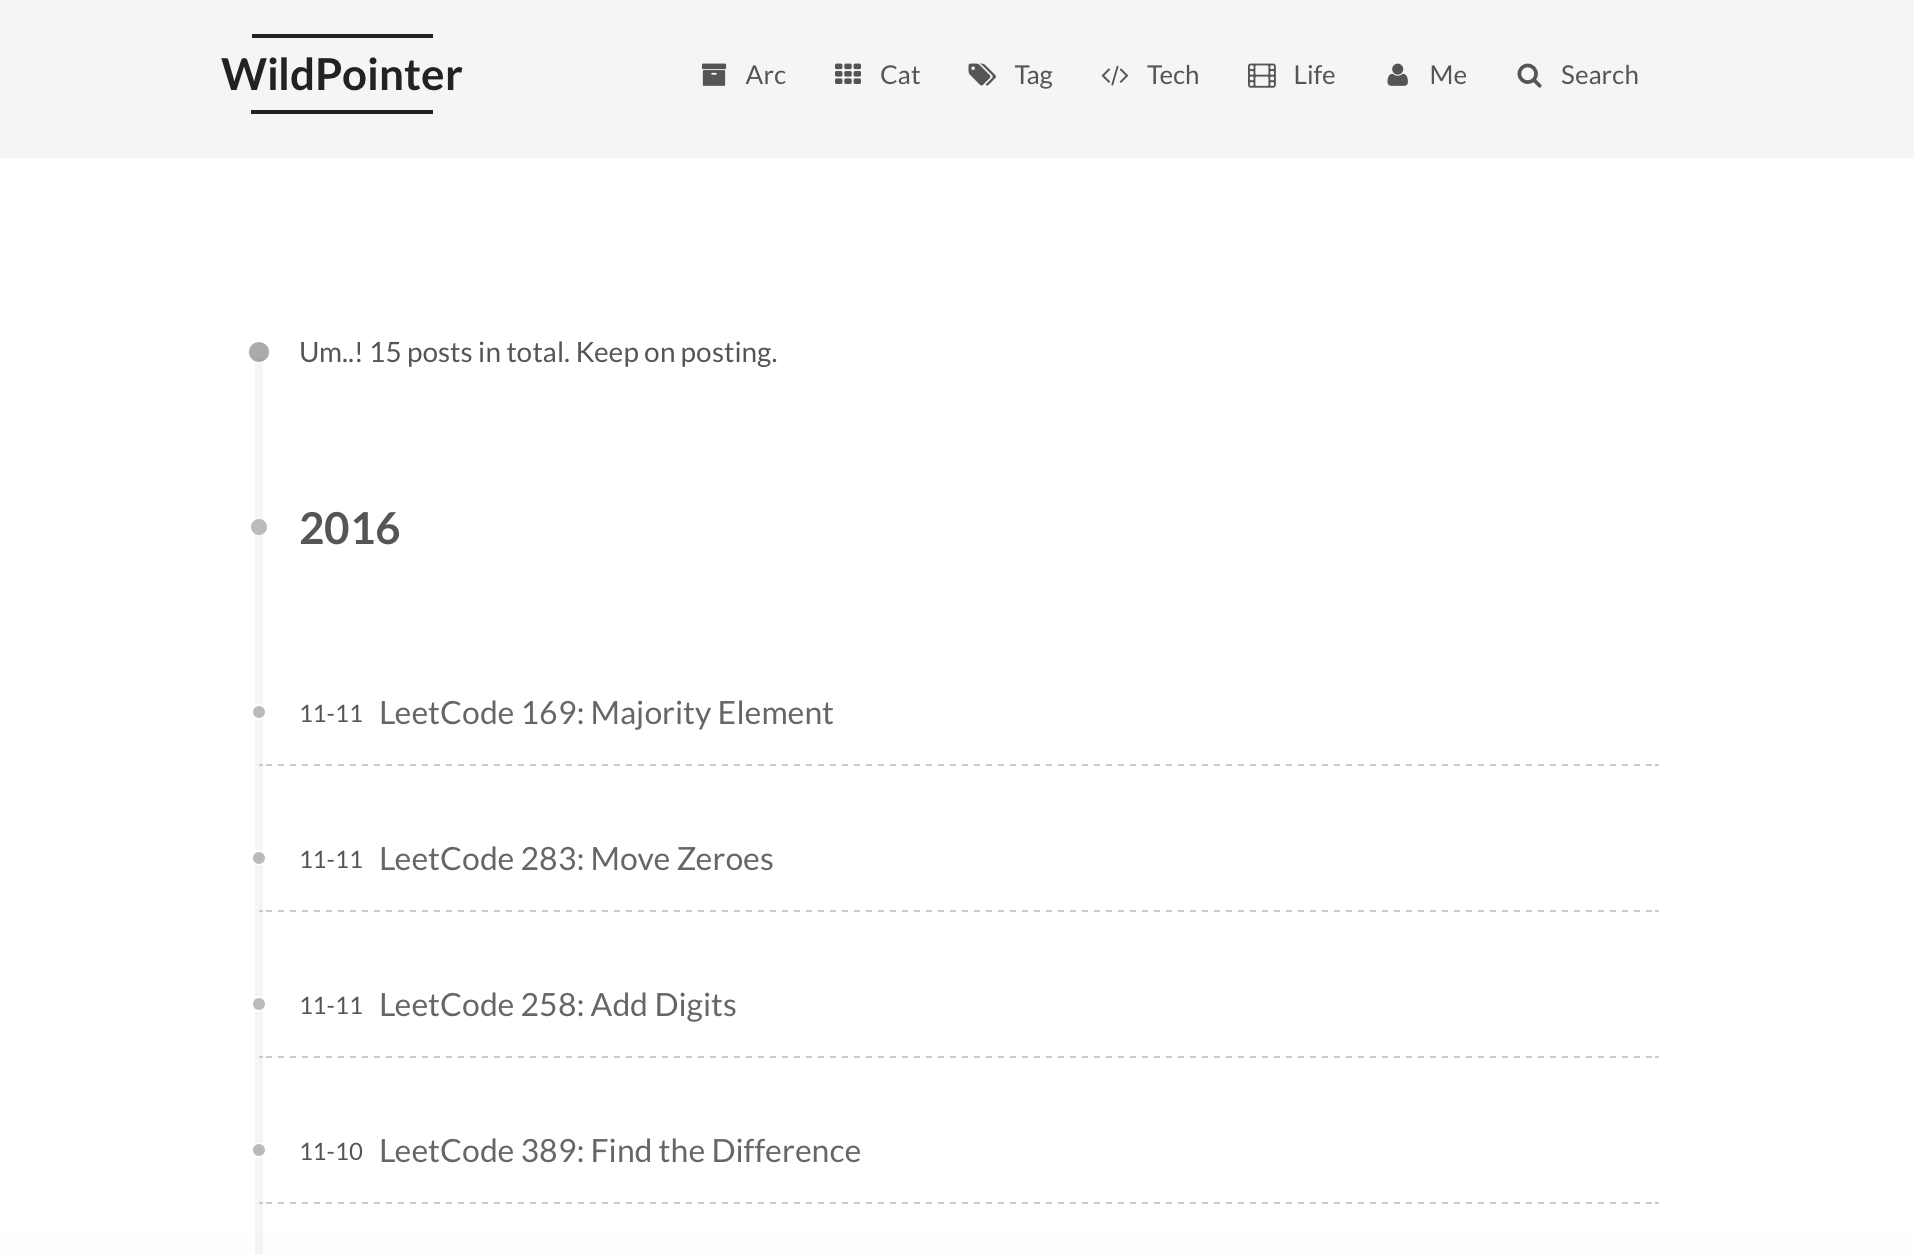 WildPointer
Arc Cat Tag Tech Life Me Search
Um..! 15 posts in total. Keep on posting.
2016
11-11 LeetCode 169: Majority Element
11-11 LeetCode 283: Move Zeroes
11-11 LeetCode 258: Add Digits
11-10 LeetCode 389: Find the Difference